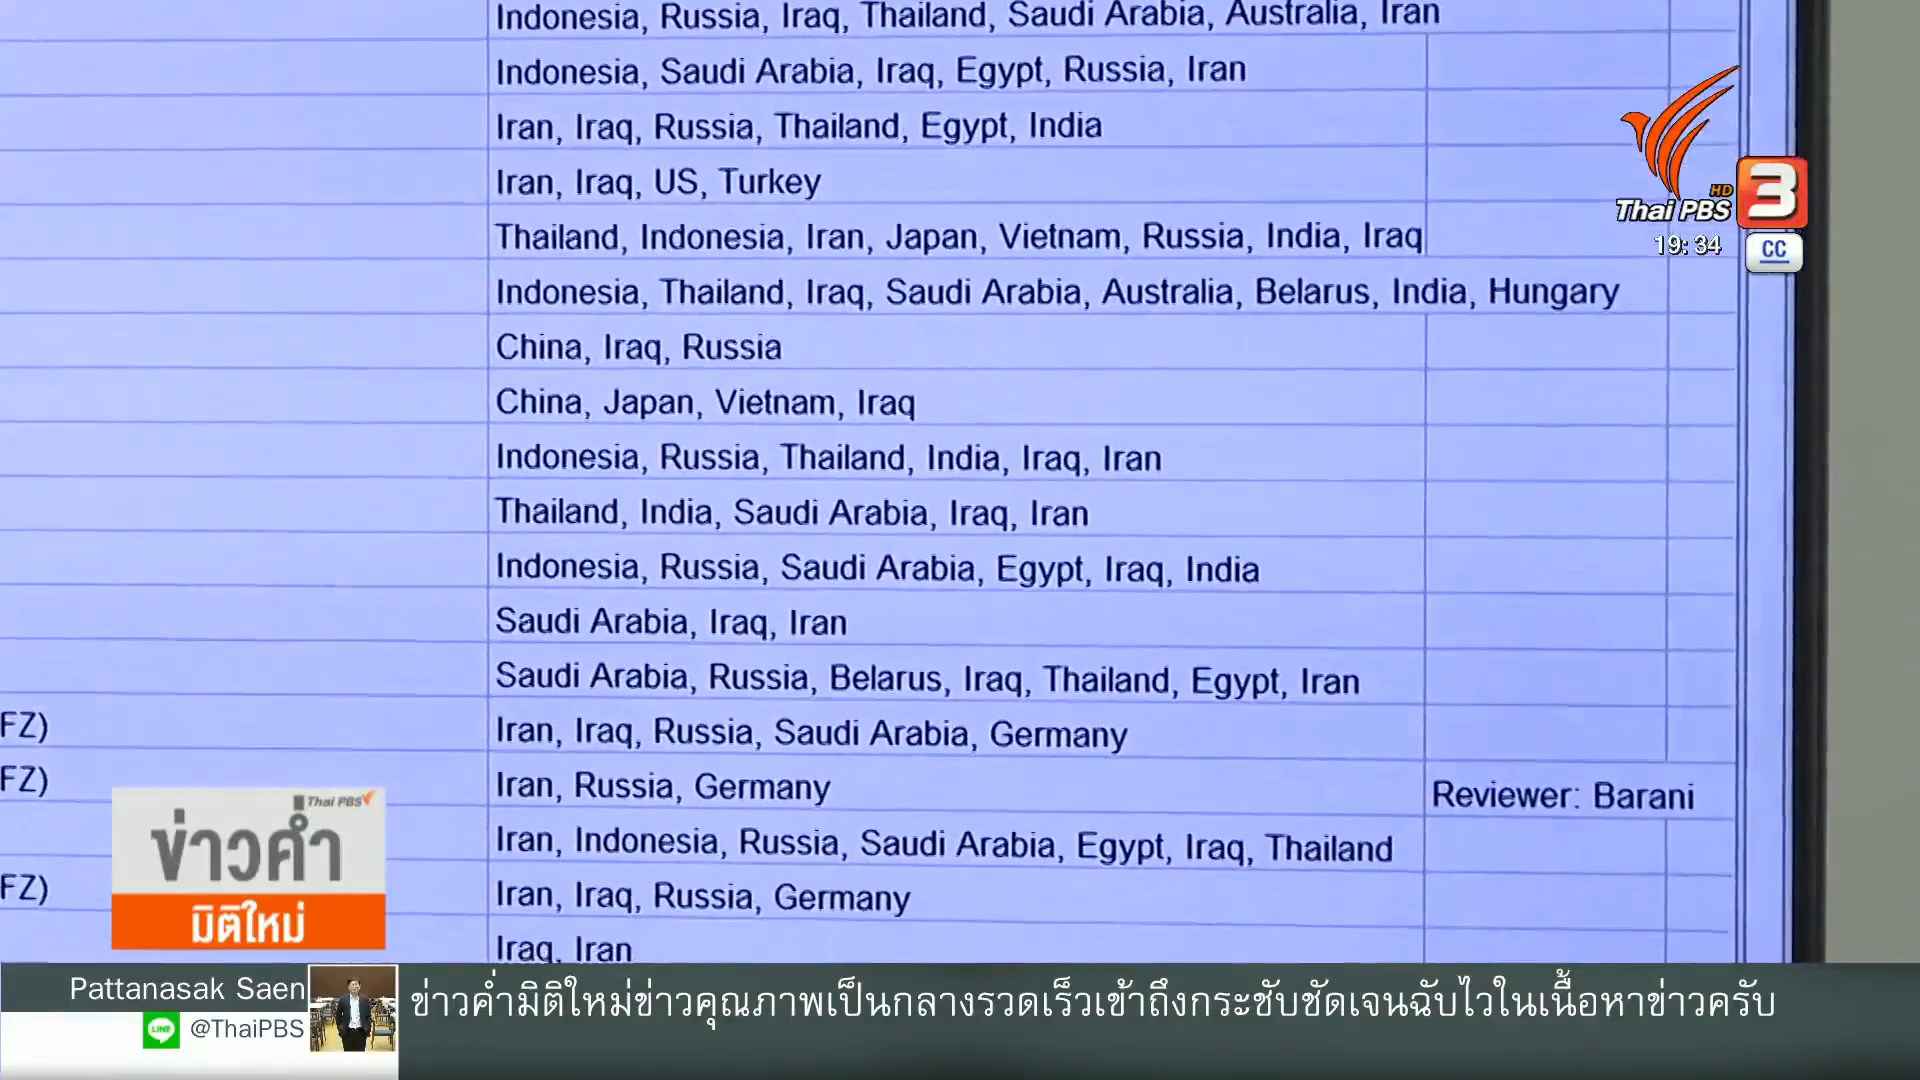 Indonesia, Russia, Iraq, Thailand, Saudi Arabia, Australia, Iran
Indonesia, Saudi Arabia, Iraq, Egypt, Russia, Iran
Iran, Iraq, Russia, Thailand, Egypt, India
Iran, Iraq, US, Turkey
Thailand, Indonesia, Iran, Japan, Vietnam, Russia, India, Iraq
Indonesia, Thailand, Iraq, Saudi Arabia, Australia, Belarus, India, Hungary
China, Iraq, Russia
China, Japan, Vietnam, Iraq
Indonesia, Russia, Thailand, India, Iraq, Iran
Thailand, India, Saudi Arabia, Iraq, Iran
Indonesia, Russia, Saudi Arabia, Egypt, Iraq, India
Saudi Arabia, Iraq, Iran
Saudi Arabia, Russia, Belarus, Iraq, Thailand, Egypt, Iran
FZ) Iran, Iraq, Russia, Saudi Arabia, Germany
FZ) Iran, Russia, Germany Reviewer: Barani
Iran, Indonesia, Russia, Saudi Arabia, Egypt, Iraq, Thailand
FZ) Iran, Iraq, Russia, Germany
Iraq, Iran
HD
Thai PBS 3
19:34
CC
Thai PBS
ข่าวค่ำ
มิติใหม่
Pattanasak Saen
LINE @ThaiPBS
ข่าวค่ำมิติใหม่ข่าวคุณภาพเป็นกลางรวดเร็วเข้าถึงกระชับชัดเจนฉับไวในเนื้อหาข่าวครับ